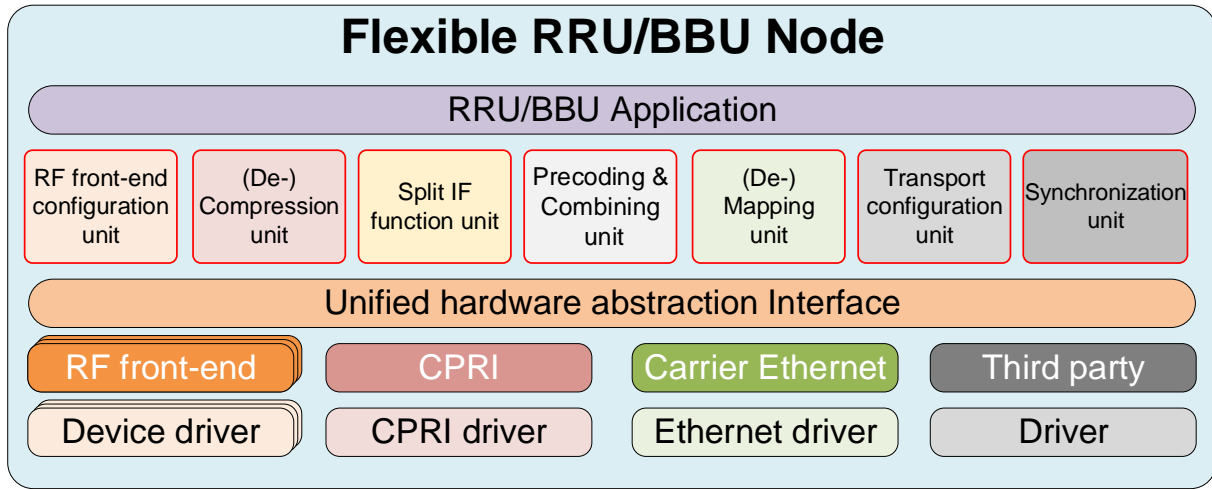 Flexible RRU/BBU Node
RRU/BBU Application
RF front-end
configuration
unit
(De-)
Compression
unit
Split IF
function unit
Precoding &
Combining
unit
(De-)
Mapping
unit
Transport
configuration
unit
Synchronization
unit
Unified hardware abstraction Interface
RF front-end
CPRI
Carrier Ethernet
Third party
Device driver
CPRI driver
Ethernet driver
Driver